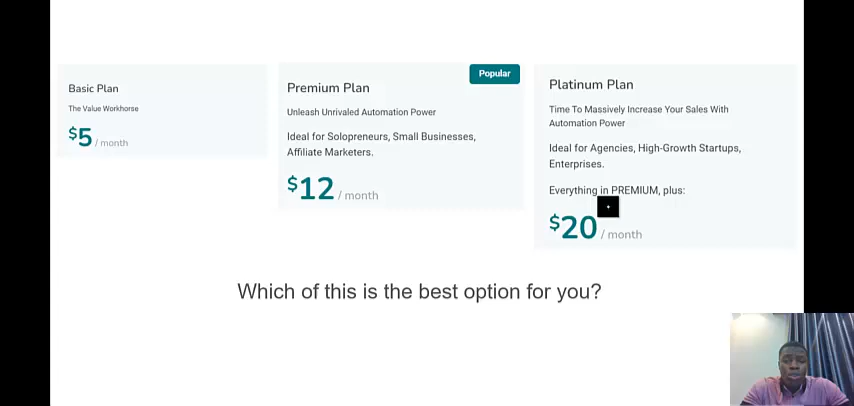 Basic Plan
The Value Workhorse
$5 / month
Popular
Premium Plan
Unleash Unrivaled Automation Power
Ideal for Solopreneurs, Small Businesses,
Affiliate Marketers.
$12 / month
Platinum Plan
Time To Massively Increase Your Sales With
Automation Power
Ideal for Agencies, High-Growth Startups,
Enterprises.
Everything in PREMIUM, plus:
$20 / month
Which of this is the best option for you?